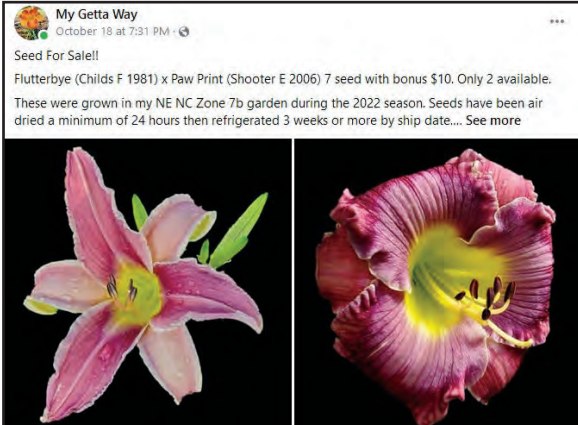 My Getta Way
October 18 at 7:31 PM ·
Seed For Sale!!
Flutterbye (Childs F 1981) x Paw Print (Shooter E 2006) 7 seed with bonus $10. Only 2 available.
These were grown in my NE NC Zone 7b garden during the 2022 season. Seeds have been air
dried a minimum of 24 hours then refrigerated 3 weeks or more by ship date.... See more